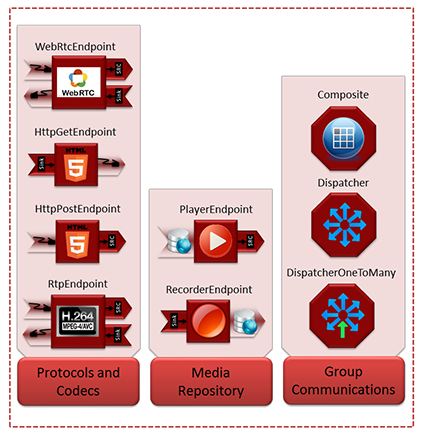 WebRtcEndpoint
SRC
WebRTC
Sink
HttpGetEndpoint
HTML
Sink
5
HttpPostEndpoint
HTML
5
SRC
RtpEndpoint
SRC
H.264
MPEG-4/AVC
Sink
Protocols and
Codecs
PlayerEndpoint
SRC
RecorderEndpoint
Sink
Media
Repository
Composite
Dispatcher
DispatcherOneToMany
Group
Communications